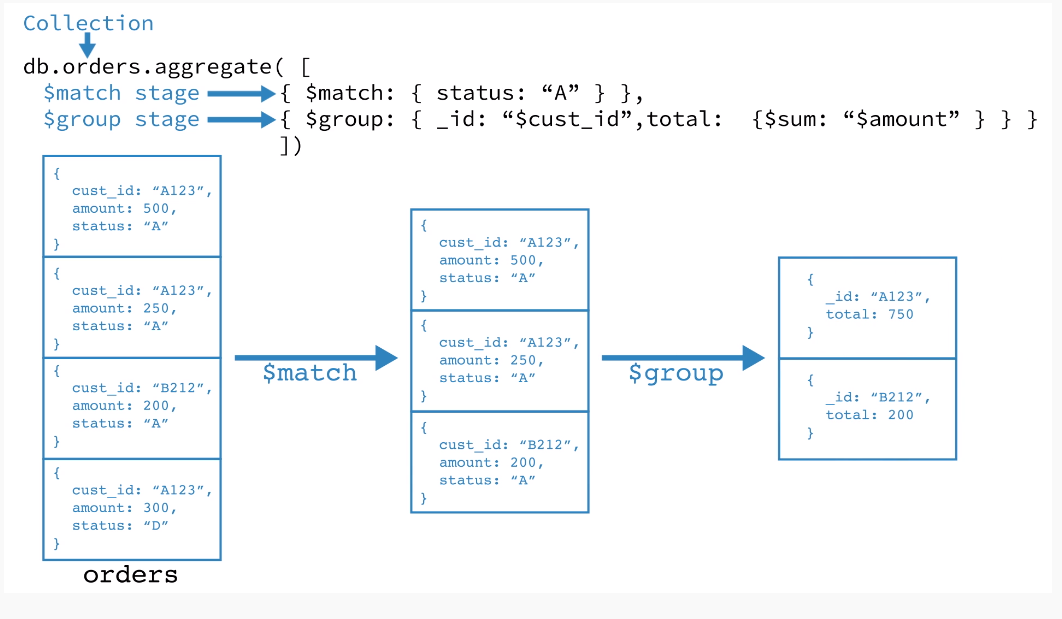 Collection
db.orders.aggregate( [
$match stage { $match: { status: “A” } },
$group stage { $group: { _id: “$cust_id”,total: {$sum: “$amount” } } }
])
{
cust_id: “A123”,
amount: 500,
status: “A”
}
{
cust_id: “A123”,
amount: 250,
status: “A”
}
{
cust_id: “B212”,
amount: 200,
status: “A”
}
{
cust_id: “A123”,
amount: 300,
status: “D”
}
orders
$match
{
cust_id: “A123”,
amount: 500,
status: “A”
}
{
cust_id: “A123”,
amount: 250,
status: “A”
}
{
cust_id: “B212”,
amount: 200,
status: “A”
}
$group
{
_id: “A123”,
total: 750
}
{
_id: “B212”,
total: 200
}